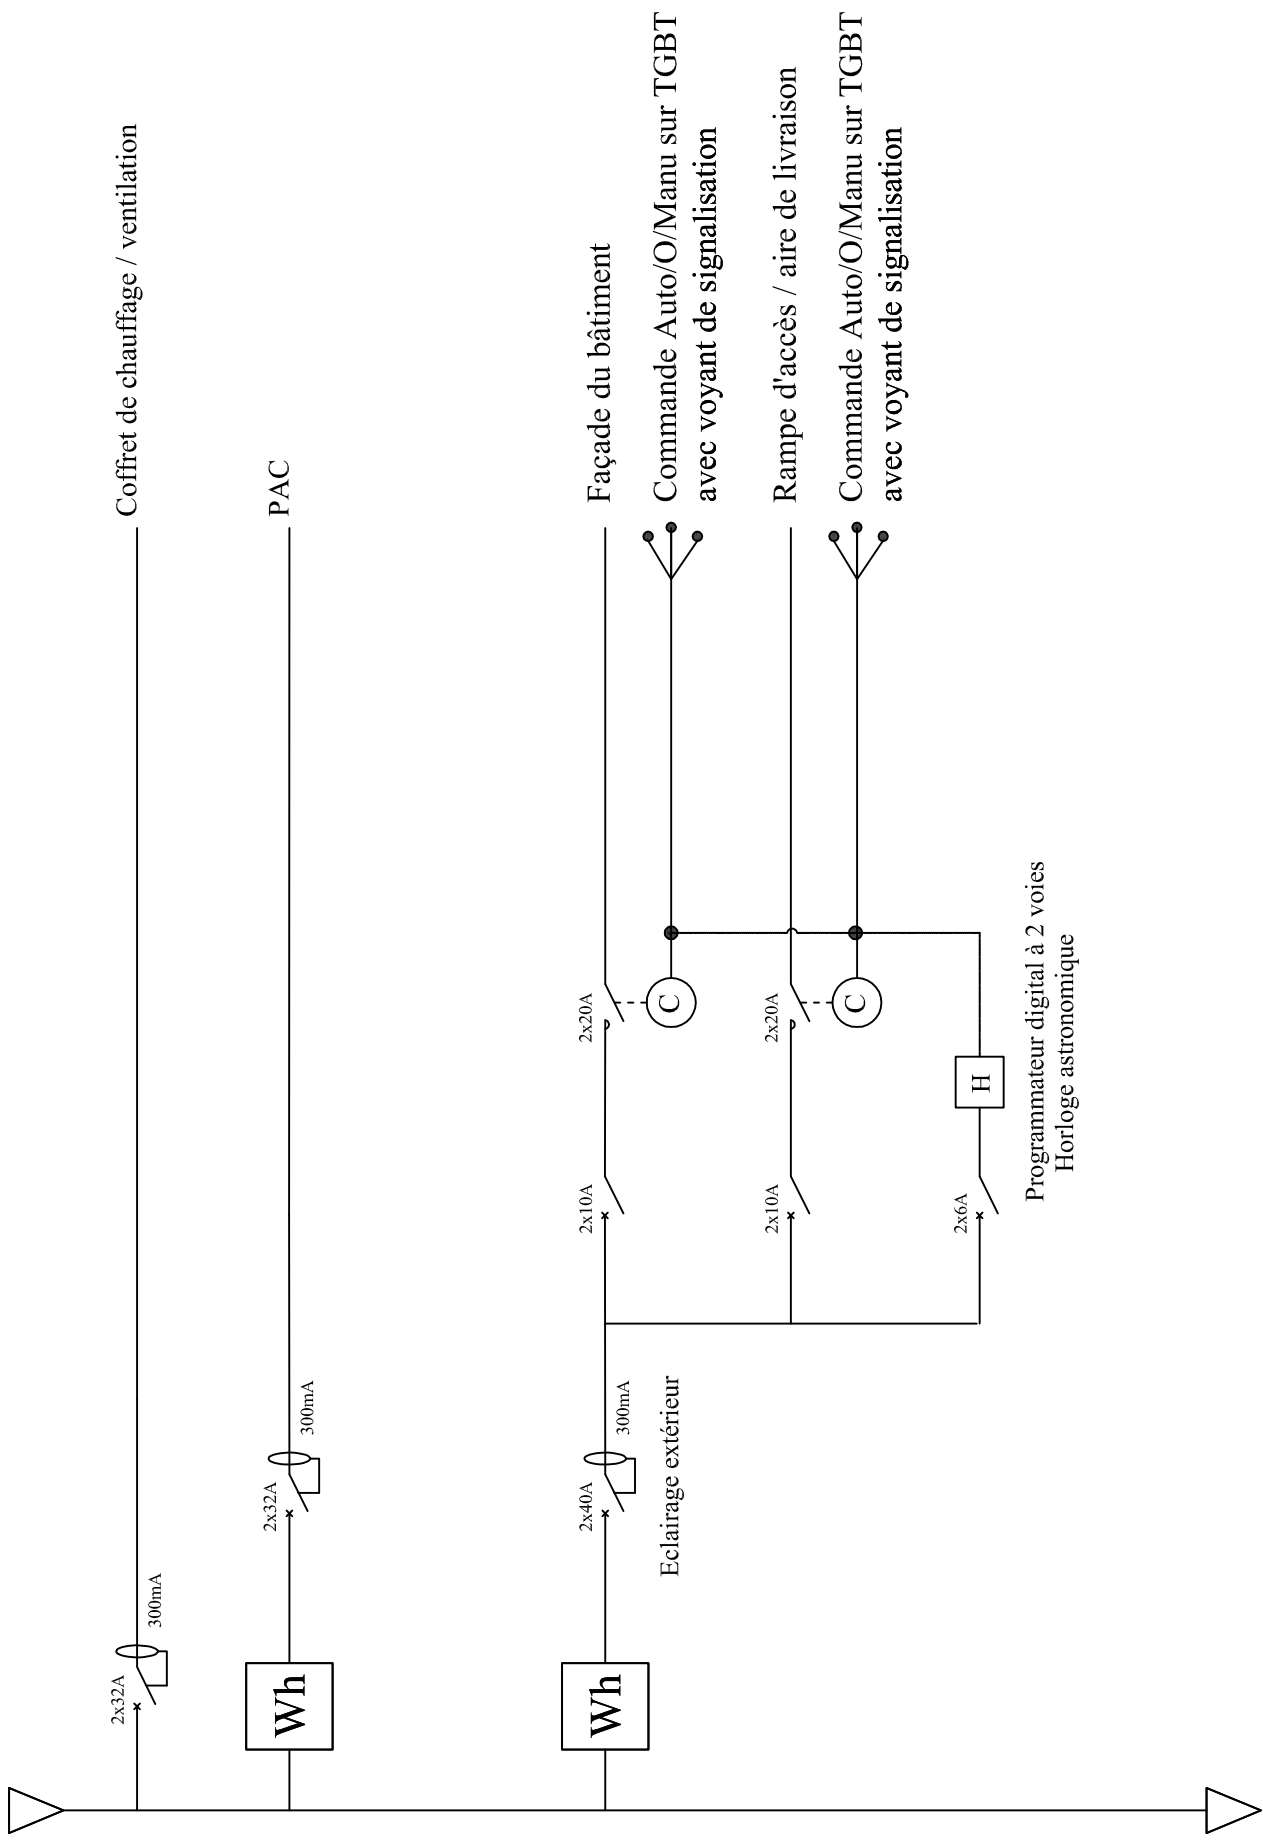 2x32A
300mA
Coffret de chauffage / ventilation
Wh
2x32A
300mA
PAC
Wh
2x40A
300mA
Eclairage extérieur
2x10A
2x20A
Façade du bâtiment
C
Commande Auto/O/Manu sur TGBT
avec voyant de signalisation
2x10A
2x20A
Rampe d'accès / aire de livraison
C
Commande Auto/O/Manu sur TGBT
avec voyant de signalisation
2x6A
H
Programmateur digital à 2 voies
Horloge astronomique